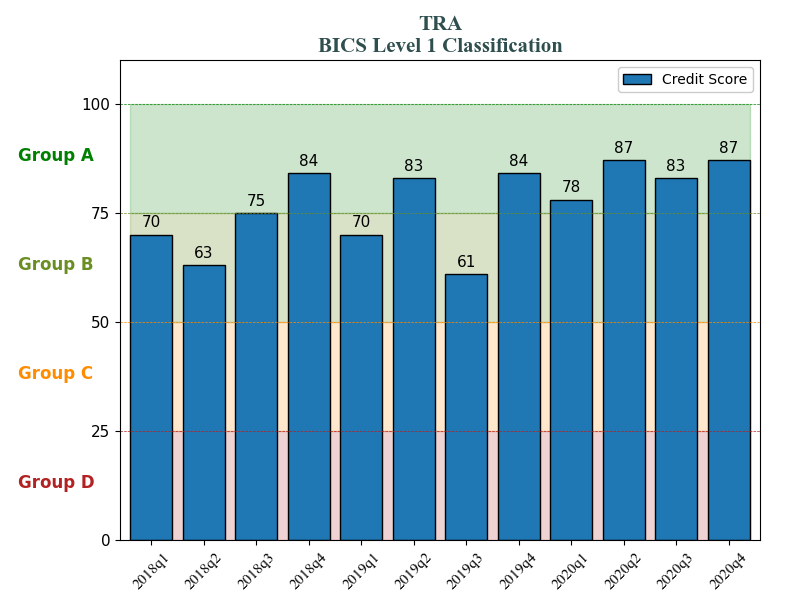 TRA
BICS Level 1 Classification
Credit Score
100
Group A
75
Group B
50
Group C
25
Group D
0
70
63
75
84
70
83
61
84
78
87
83
87
2018q1
2018q2
2018q3
2018q4
2019q1
2019q2
2019q3
2019q4
2020q1
2020q2
2020q3
2020q4